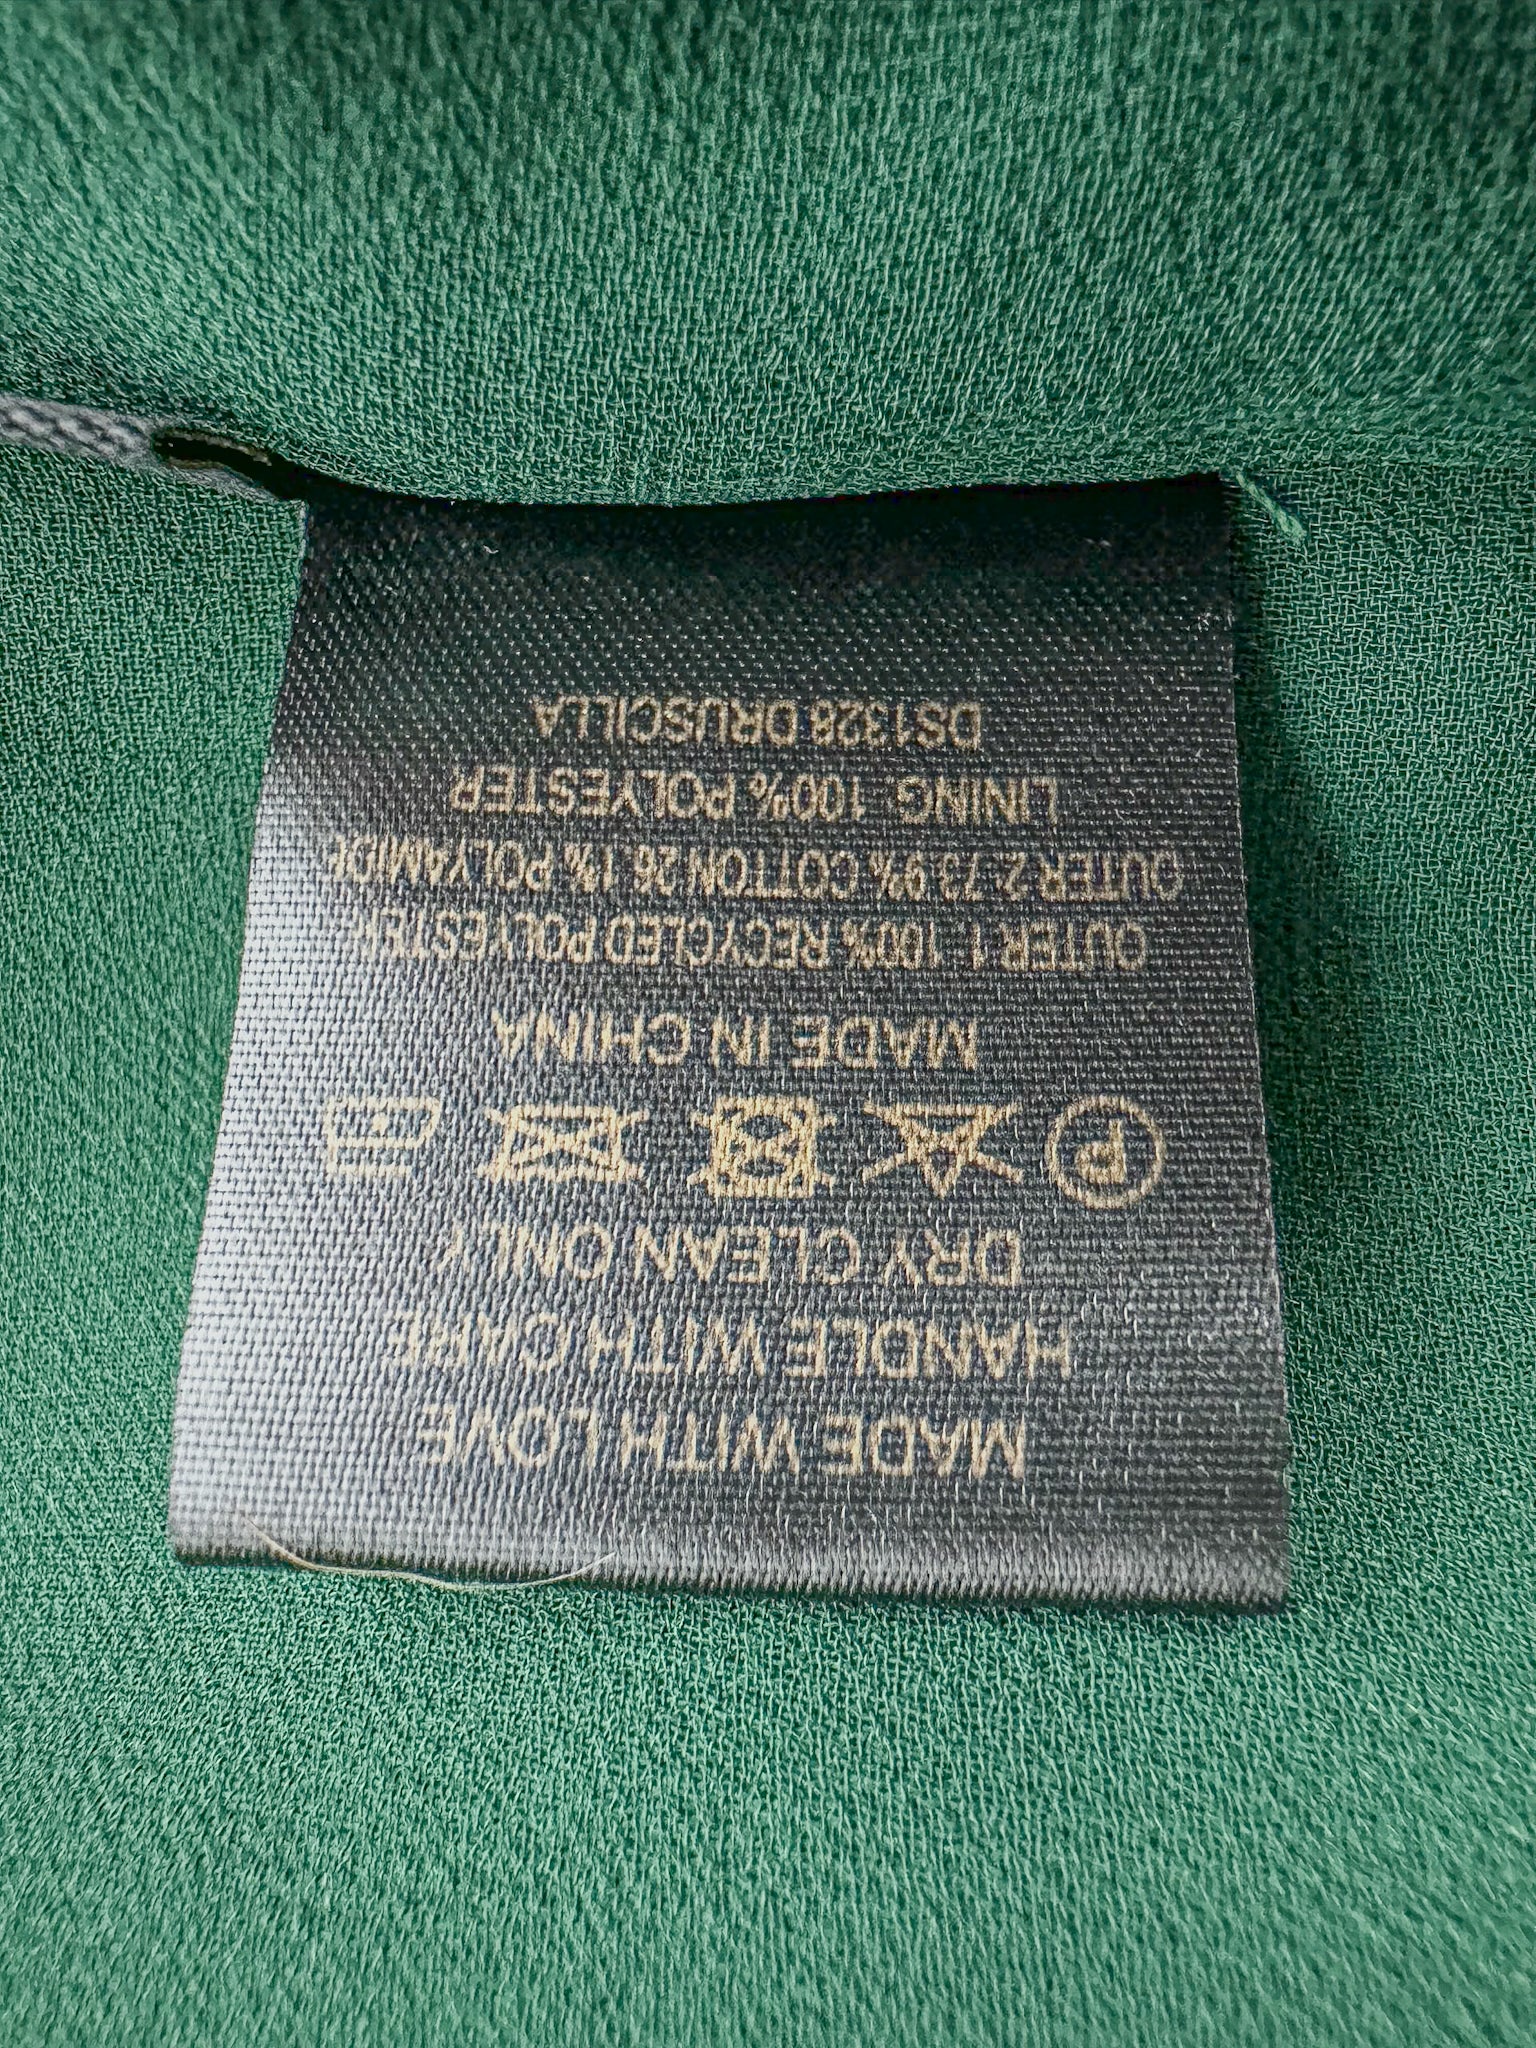 MADE WITH LOVE
HANDLE WITH CARE
DRY CLEAN ONLY
P
MADE IN CHINA
OUTER 1: 100% RECYCLED POLYESTER
OUTER 2: 73.9% COTTON 26.1% POLYAMIDE
LINING: 100% POLYESTER
DS1328 DRUSCILLA